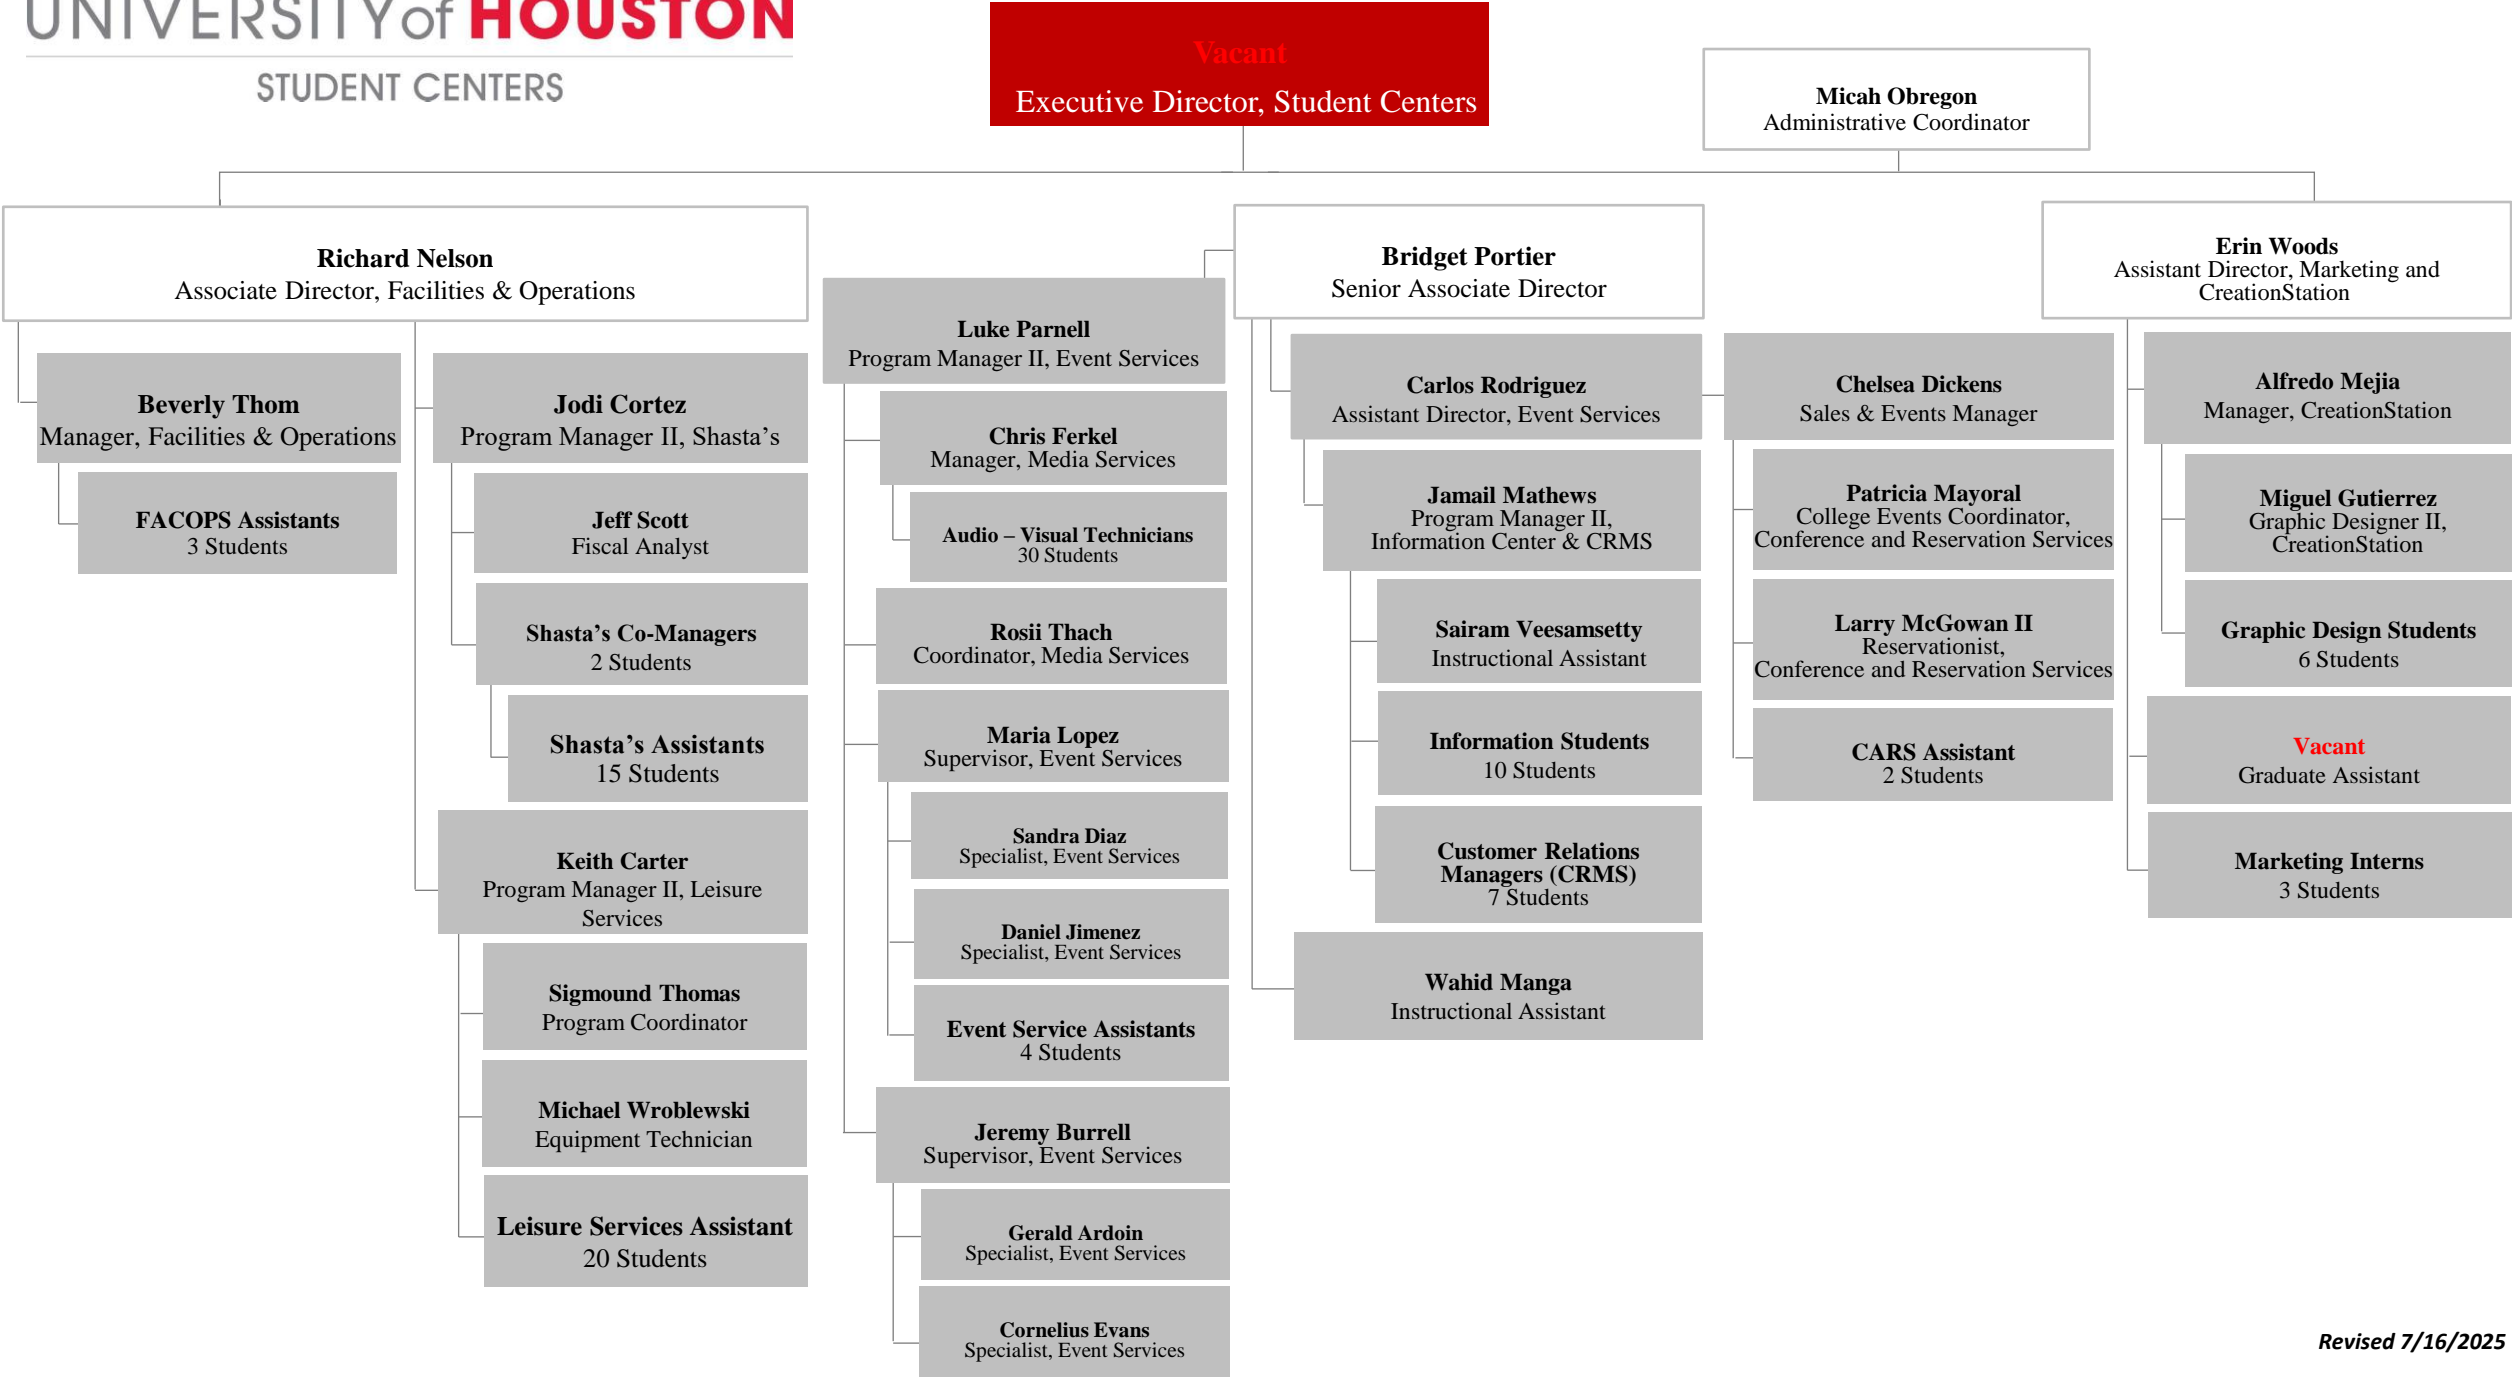 UNIVERSITY of HOUSTON
STUDENT CENTERS
Vacant
Executive Director, Student Centers
Micah Obregon
Administrative Coordinator
Richard Nelson
Associate Director, Facilities & Operations
Beverly Thom
Manager, Facilities & Operations
FACOPS Assistants
3 Students
Jodi Cortez
Program Manager II, Shasta’s
Jeff Scott
Fiscal Analyst
Shasta’s Co-Managers
2 Students
Shasta’s Assistants
15 Students
Keith Carter
Program Manager II, Leisure
Services
Sigmound Thomas
Program Coordinator
Michael Wroblewski
Equipment Technician
Leisure Services Assistant
20 Students
Bridget Portier
Senior Associate Director
Luke Parnell
Program Manager II, Event Services
Chris Ferkel
Manager, Media Services
Audio – Visual Technicians
30 Students
Rosii Thach
Coordinator, Media Services
Maria Lopez
Supervisor, Event Services
Sandra Diaz
Specialist, Event Services
Daniel Jimenez
Specialist, Event Services
Event Service Assistants
4 Students
Jeremy Burrell
Supervisor, Event Services
Gerald Ardoin
Specialist, Event Services
Cornelius Evans
Specialist, Event Services
Carlos Rodriguez
Assistant Director, Event Services
Jamail Mathews
Program Manager II,
Information Center & CRMS
Sairam Veesamsetty
Instructional Assistant
Information Students
10 Students
Customer Relations
Managers (CRMS)
7 Students
Wahid Manga
Instructional Assistant
Chelsea Dickens
Sales & Events Manager
Patricia Mayoral
College Events Coordinator,
Conference and Reservation Services
Larry McGowan II
Reservationist,
Conference and Reservation Services
CARS Assistant
2 Students
Erin Woods
Assistant Director, Marketing and
CreationStation
Alfredo Mejia
Manager, CreationStation
Miguel Gutierrez
Graphic Designer II,
CreationStation
Graphic Design Students
6 Students
Vacant
Graduate Assistant
Marketing Interns
3 Students
Revised 7/16/2025